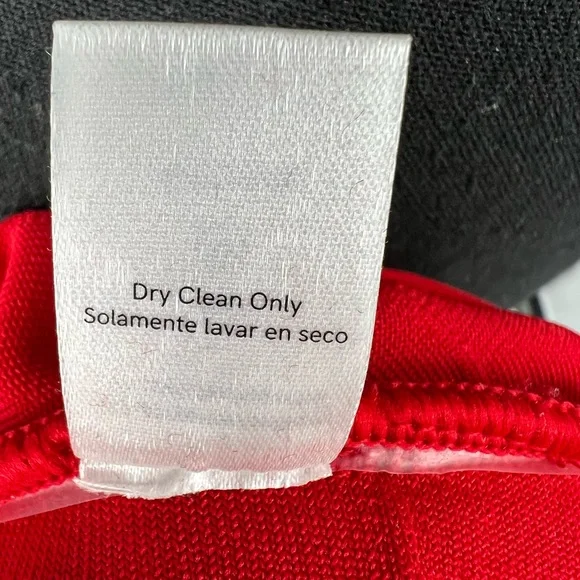 Dry Clean Only
Solamente lavar en seco